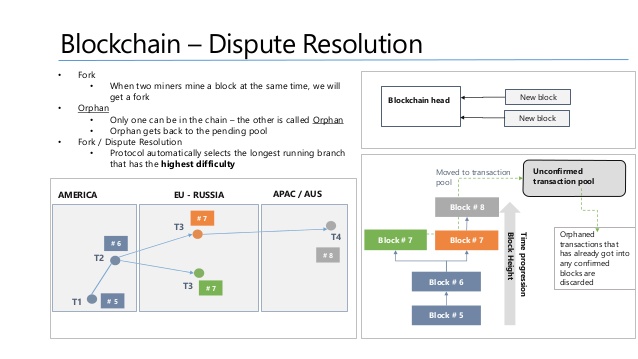 Blockchain – Dispute Resolution
• Fork
• When two miners mine a block at the same time, we will
get a fork
• Orphan
• Only one can be in the chain – the other is called Orphan
• Orphan gets back to the pending pool
• Fork / Dispute Resolution
• Protocol automatically selects the longest running branch
that has the highest difficulty
Blockchain head
New block
New block
AMERICA
EU - RUSSIA
APAC / AUS
# 7
T3
# 6
T2
T4
# 8
T3
# 7
T1
# 5
Moved to transaction
pool
Unconfirmed
transaction pool
Block # 8
Block # 7
Block # 7
Block # 6
Block # 5
Block Height
Time progression
Orphaned
transactions that
has already got into
any confirmed
blocks are
discarded